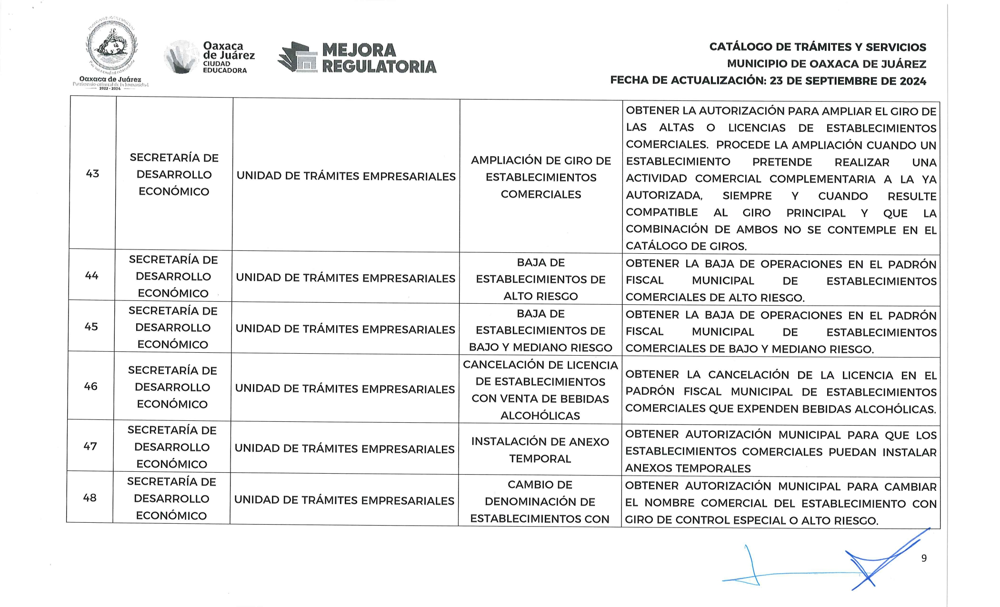 HONORABLE AYUNTAMIENTO
Por una ciudad educadora
Oaxaca de Juárez
Patrimonio cultural de la humanidad
2022 - 2024
Oaxaca
de Juárez
CIUDAD
EDUCADORA
MEJORA
REGULATORIA
CATÁLOGO DE TRÁMITES Y SERVICIOS
MUNICIPIO DE OAXACA DE JUÁREZ
FECHA DE ACTUALIZACIÓN: 23 DE SEPTIEMBRE DE 2024
43
SECRETARÍA DE
DESARROLLO
ECONÓMICO
UNIDAD DE TRÁMITES EMPRESARIALES
AMPLIACIÓN DE GIRO DE
ESTABLECIMIENTOS
COMERCIALES
OBTENER LA AUTORIZACIÓN PARA AMPLIAR EL GIRO DE
LAS ALTAS O LICENCIAS DE ESTABLECIMIENTOS
COMERCIALES. PROCEDE LA AMPLIACIÓN CUANDO UN
ESTABLECIMIENTO PRETENDE REALIZAR UNA
ACTIVIDAD COMERCIAL COMPLEMENTARIA A LA YA
AUTORIZADA, SIEMPRE Y CUANDO RESULTE
COMPATIBLE AL GIRO PRINCIPAL Y QUE LA
COMBINACIÓN DE AMBOS NO SE CONTEMPLE EN EL
CATÁLOGO DE GIROS.
44
SECRETARÍA DE
DESARROLLO
ECONÓMICO
UNIDAD DE TRÁMITES EMPRESARIALES
BAJA DE
ESTABLECIMIENTOS DE
ALTO RIESGO
OBTENER LA BAJA DE OPERACIONES EN EL PADRÓN
FISCAL MUNICIPAL DE ESTABLECIMIENTOS
COMERCIALES DE ALTO RIESGO.
45
SECRETARÍA DE
DESARROLLO
ECONÓMICO
UNIDAD DE TRÁMITES EMPRESARIALES
BAJA DE
ESTABLECIMIENTOS DE
BAJO Y MEDIANO RIESGO
OBTENER LA BAJA DE OPERACIONES EN EL PADRÓN
FISCAL MUNICIPAL DE ESTABLECIMIENTOS
COMERCIALES DE BAJO Y MEDIANO RIESGO.
46
SECRETARÍA DE
DESARROLLO
ECONÓMICO
UNIDAD DE TRÁMITES EMPRESARIALES
CANCELACIÓN DE LICENCIA
DE ESTABLECIMIENTOS
CON VENTA DE BEBIDAS
ALCOHÓLICAS
OBTENER LA CANCELACIÓN DE LA LICENCIA EN EL
PADRÓN FISCAL MUNICIPAL DE ESTABLECIMIENTOS
COMERCIALES QUE EXPENDEN BEBIDAS ALCOHÓLICAS.
47
SECRETARÍA DE
DESARROLLO
ECONÓMICO
UNIDAD DE TRÁMITES EMPRESARIALES
INSTALACIÓN DE ANEXO
TEMPORAL
OBTENER AUTORIZACIÓN MUNICIPAL PARA QUE LOS
ESTABLECIMIENTOS COMERCIALES PUEDAN INSTALAR
ANEXOS TEMPORALES
48
SECRETARÍA DE
DESARROLLO
ECONÓMICO
UNIDAD DE TRÁMITES EMPRESARIALES
CAMBIO DE
DENOMINACIÓN DE
ESTABLECIMIENTOS CON
OBTENER AUTORIZACIÓN MUNICIPAL PARA CAMBIAR
EL NOMBRE COMERCIAL DEL ESTABLECIMIENTO CON
GIRO DE CONTROL ESPECIAL O ALTO RIESGO.
9